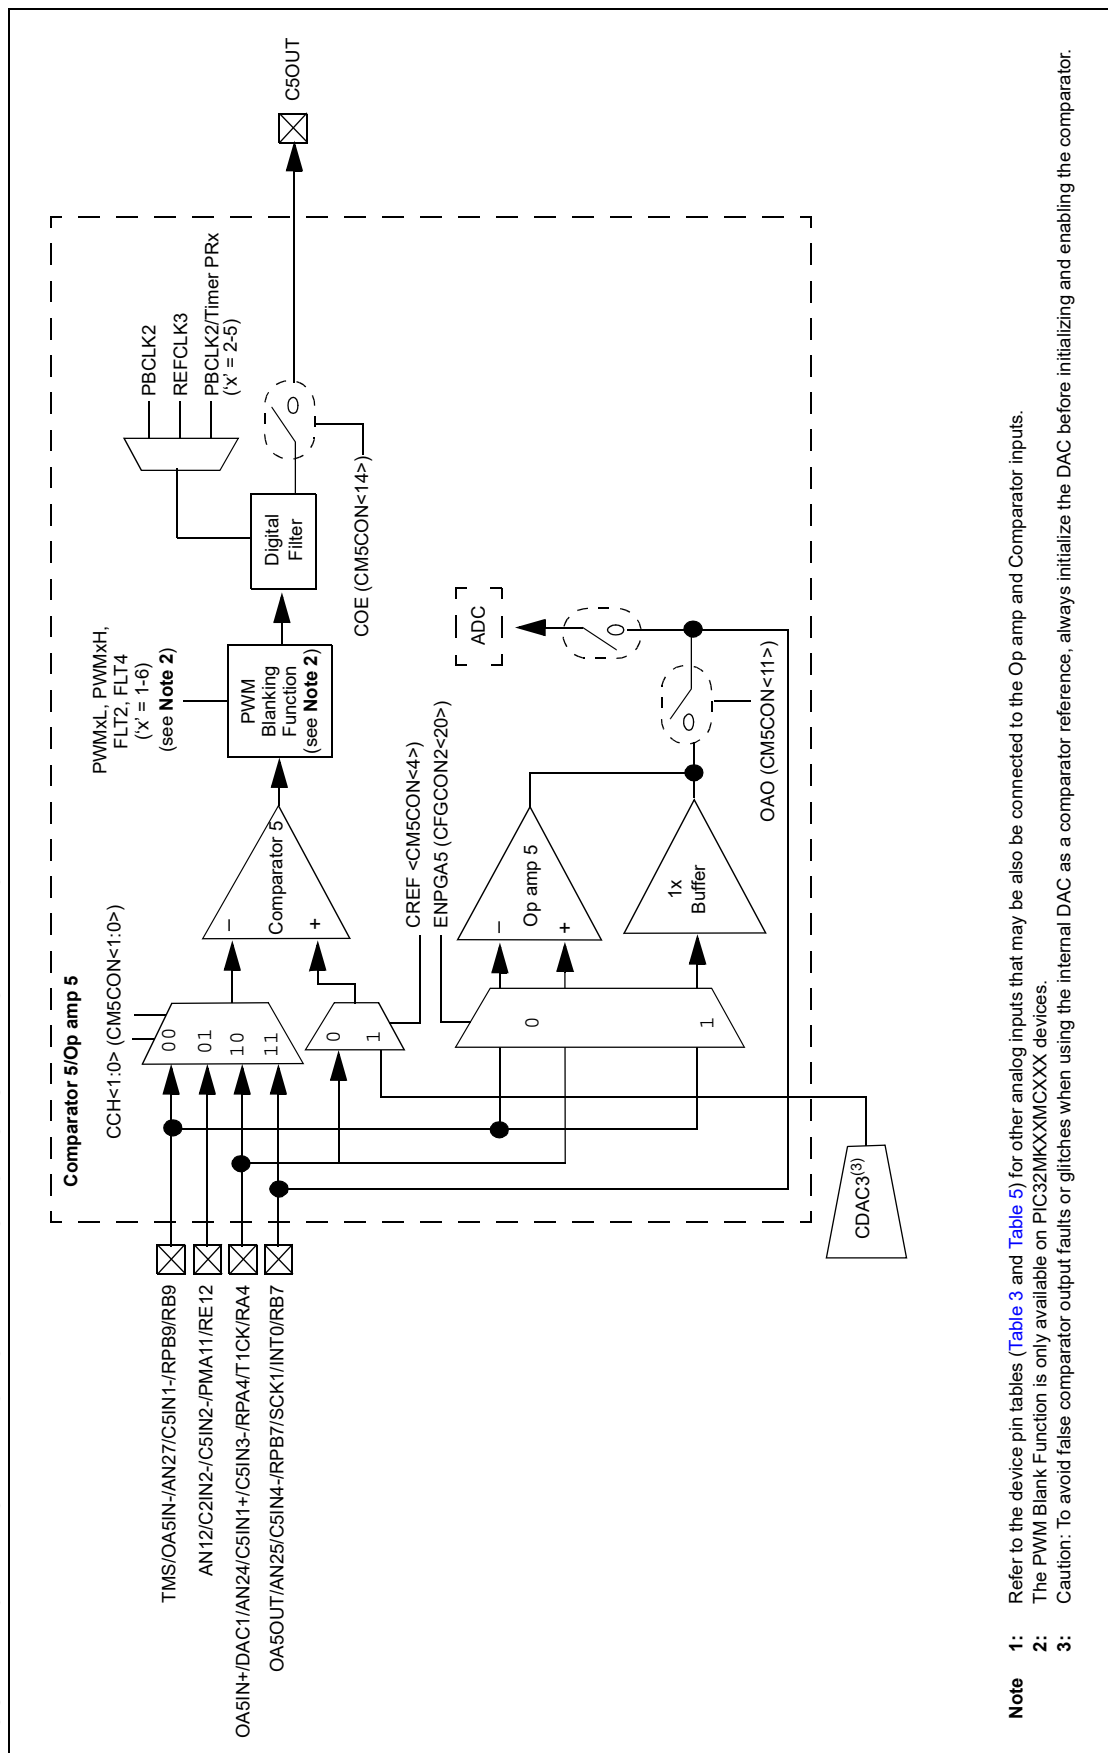 Comparator 5/Op amp 5
CCH<1:0> (CM5CON<1:0>)
PWMxL, PWMxH,
FLT2, FLT4
('x' = 1-6)
(see Note 2)
PBCLK2
REFCLK3
PBCLK2/Timer PRx
('x' = 2-5)
C5OUT
TMS/OA5IN-/AN27/C5IN1-/RPB9/RB9
AN12/C2IN2-/C5IN2-/PMA11/RE12
OA5IN+/DAC1/AN24/C5IN1+/C5IN3-/RPA4/T1CK/RA4
OA5OUT/AN25/C5IN4-/RPB7/SCK1/INT0/RB7
00
01
10
11
–
Comparator 5
+
PWM
Blanking
Function
(see Note 2)
Digital
Filter
COE (CM5CON<14>)
0
1
CREF <CM5CON<4>)
ENPGA5 (CFGCON2<20>)
0
1
–
Op amp 5
+
1x
Buffer
ADC
OAO (CM5CON<11>)
CDAC3(3)
Note 1: Refer to the device pin tables (Table 3 and Table 5) for other analog inputs that may be also be connected to the Op amp and Comparator inputs.
2: The PWM Blank Function is only available on PIC32MKXXMCXXX devices.
3: Caution: To avoid false comparator output faults or glitches when using the internal DAC as a comparator reference, always initialize the DAC before initializing and enabling the comparator.